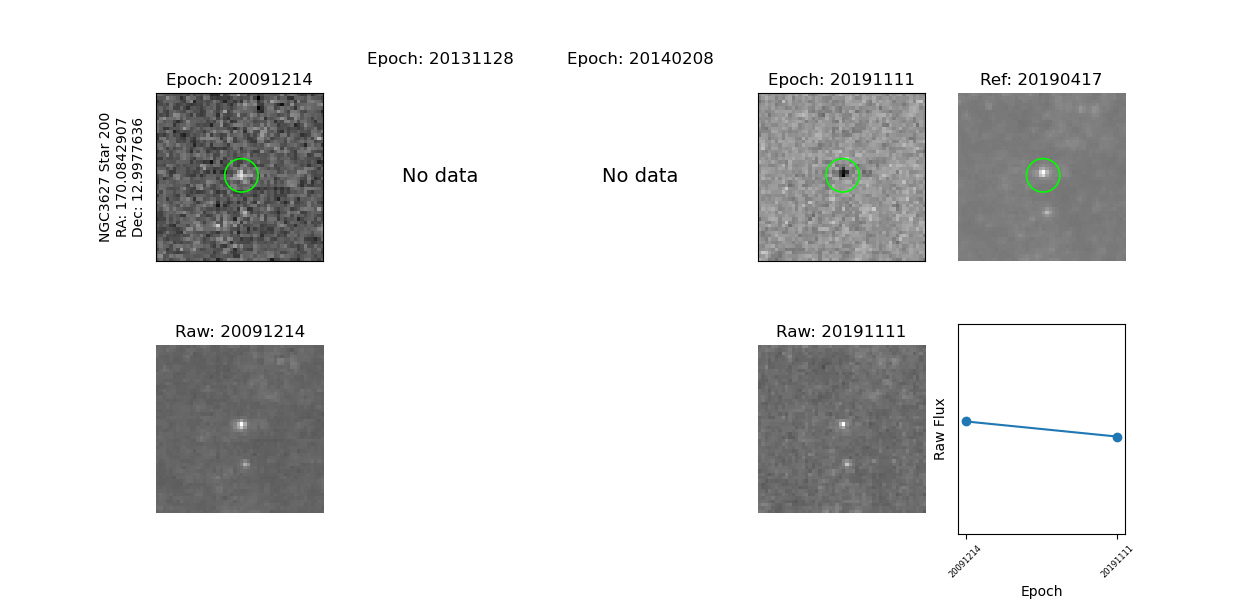 Epoch: 20131128
Epoch: 20140208
Epoch: 20091214
Epoch: 20191111
Ref: 20190417
NGC3627 Star 200
RA: 170.0842907
Dec: 12.9977636
No data
No data
Raw: 20091214
Raw: 20191111
Raw Flux
20091214
20191111
Epoch